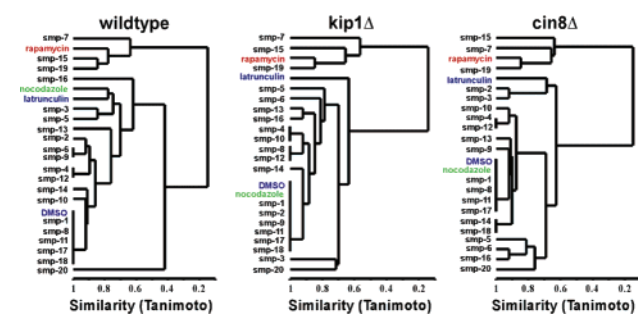 wildtype
smp-7
rapamycin
smp-15
smp-19
smp-16
nocodazole
latrunculin
smp-3
smp-5
smp-13
smp-2
smp-6
smp-9
smp-4
smp-12
smp-14
smp-10
DMSO
smp-1
smp-8
smp-11
smp-17
smp-18
smp-20
1 0.8 0.6 0.4 0.2
Similarity (Tanimoto)
kip1Δ
smp-7
smp-15
rapamycin
smp-19
latrunculin
smp-5
smp-6
smp-13
smp-16
smp-4
smp-10
smp-8
smp-12
smp-14
DMSO
nocodazole
smp-1
smp-2
smp-9
smp-11
smp-17
smp-18
smp-3
smp-20
1 0.8 0.6 0.4 0.2
Similarity (Tanimoto)
cin8Δ
smp-15
smp-7
rapamycin
smp-19
latrunculin
smp-2
smp-3
smp-10
smp-4
smp-12
smp-13
smp-9
DMSO
nocodazole
smp-1
smp-8
smp-11
smp-17
smp-14
smp-18
smp-5
smp-6
smp-16
smp-20
1 0.8 0.6 0.4 0.2
Similarity (Tanimoto)